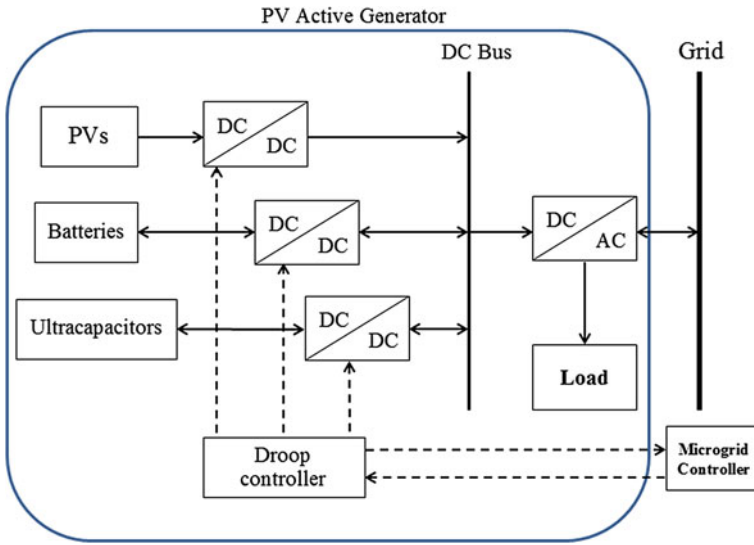 PV Active Generator
DC Bus
Grid
PVs
DC
DC
Batteries
DC
DC
DC
AC
Ultracapacitors
DC
DC
Load
Droop
controller
Microgrid
Controller